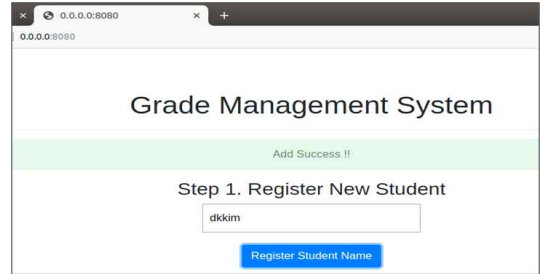 0.0.0.0:8080
0.0.0.0:8080
Grade Management System
Add Success !!
Step 1. Register New Student
dkkim
Register Student Name